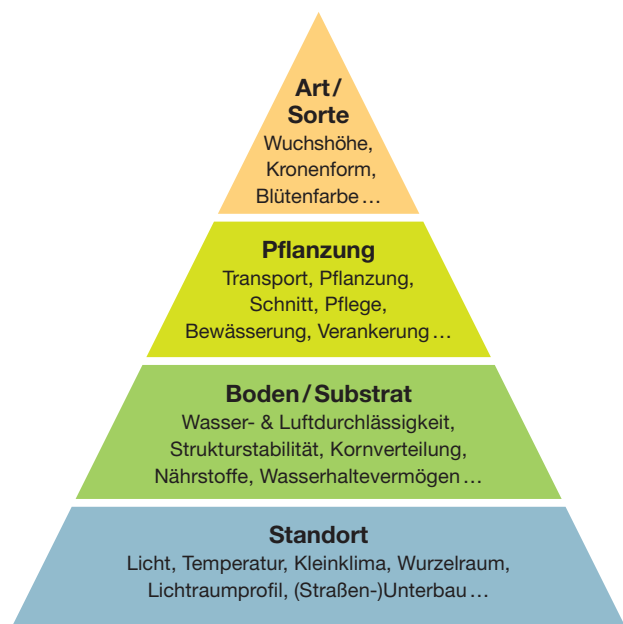 Art /
Sorte
Wuchshöhe,
Kronenform,
Blütenfarbe ...
Pflanzung
Transport, Pflanzung,
Schnitt, Pflege,
Bewässerung, Verankerung ...
Boden / Substrat
Wasser- & Luftdurchlässigkeit,
Strukturstabilität, Kornverteilung,
Nährstoffe, Wasserhaltevermögen ...
Standort
Licht, Temperatur, Kleinklima, Wurzelraum,
Lichtraumprofil, (Straßen-)Unterbau ...